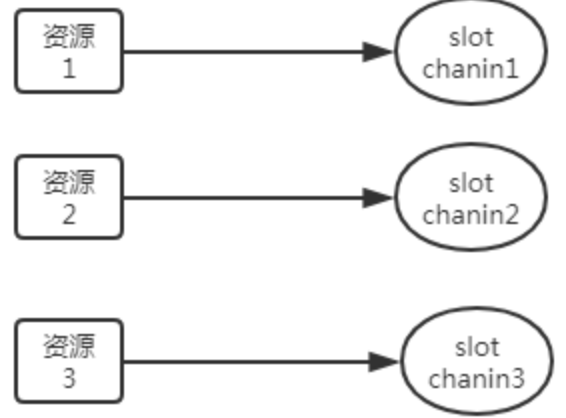 资源
1
slot
chanin1
资源
2
slot
chanin2
资源
3
slot
chanin3